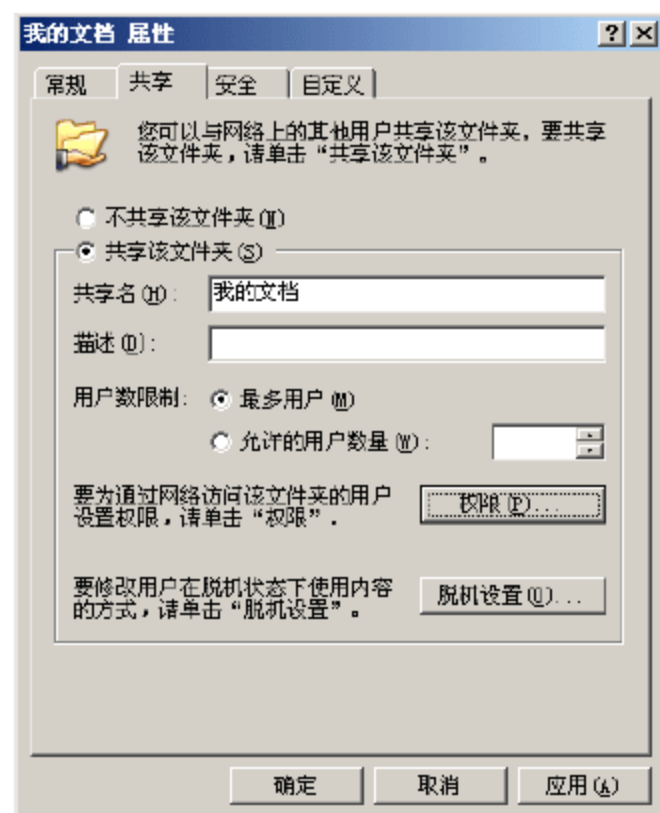 我的文档 属性
常规 共享 安全 自定义
您可以与网络上的其他用户共享该文件夹，要共享
该文件夹，请单击“共享该文件夹”。
不共享该文件夹(N)
共享该文件夹(S)
共享名(H): 我的文档
描述(D):
用户数限制: 最多用户(M)
允许的用户数量(W):
要为通过网络访问该文件夹的用户
设置权限，请单击“权限”.
权限(P)...
要修改用户在脱机状态下使用内容
的方式，请单击“脱机设置”。
脱机设置(Q)...
确定 取消 应用(A)